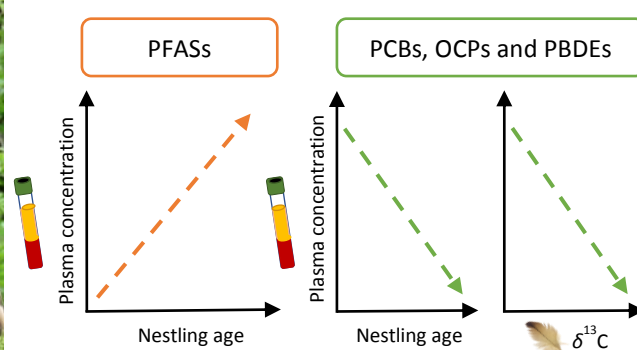 PFASs
PCBs, OCPs and PBDEs
Plasma concentration
Nestling age
Plasma concentration
Nestling age
δ¹³C